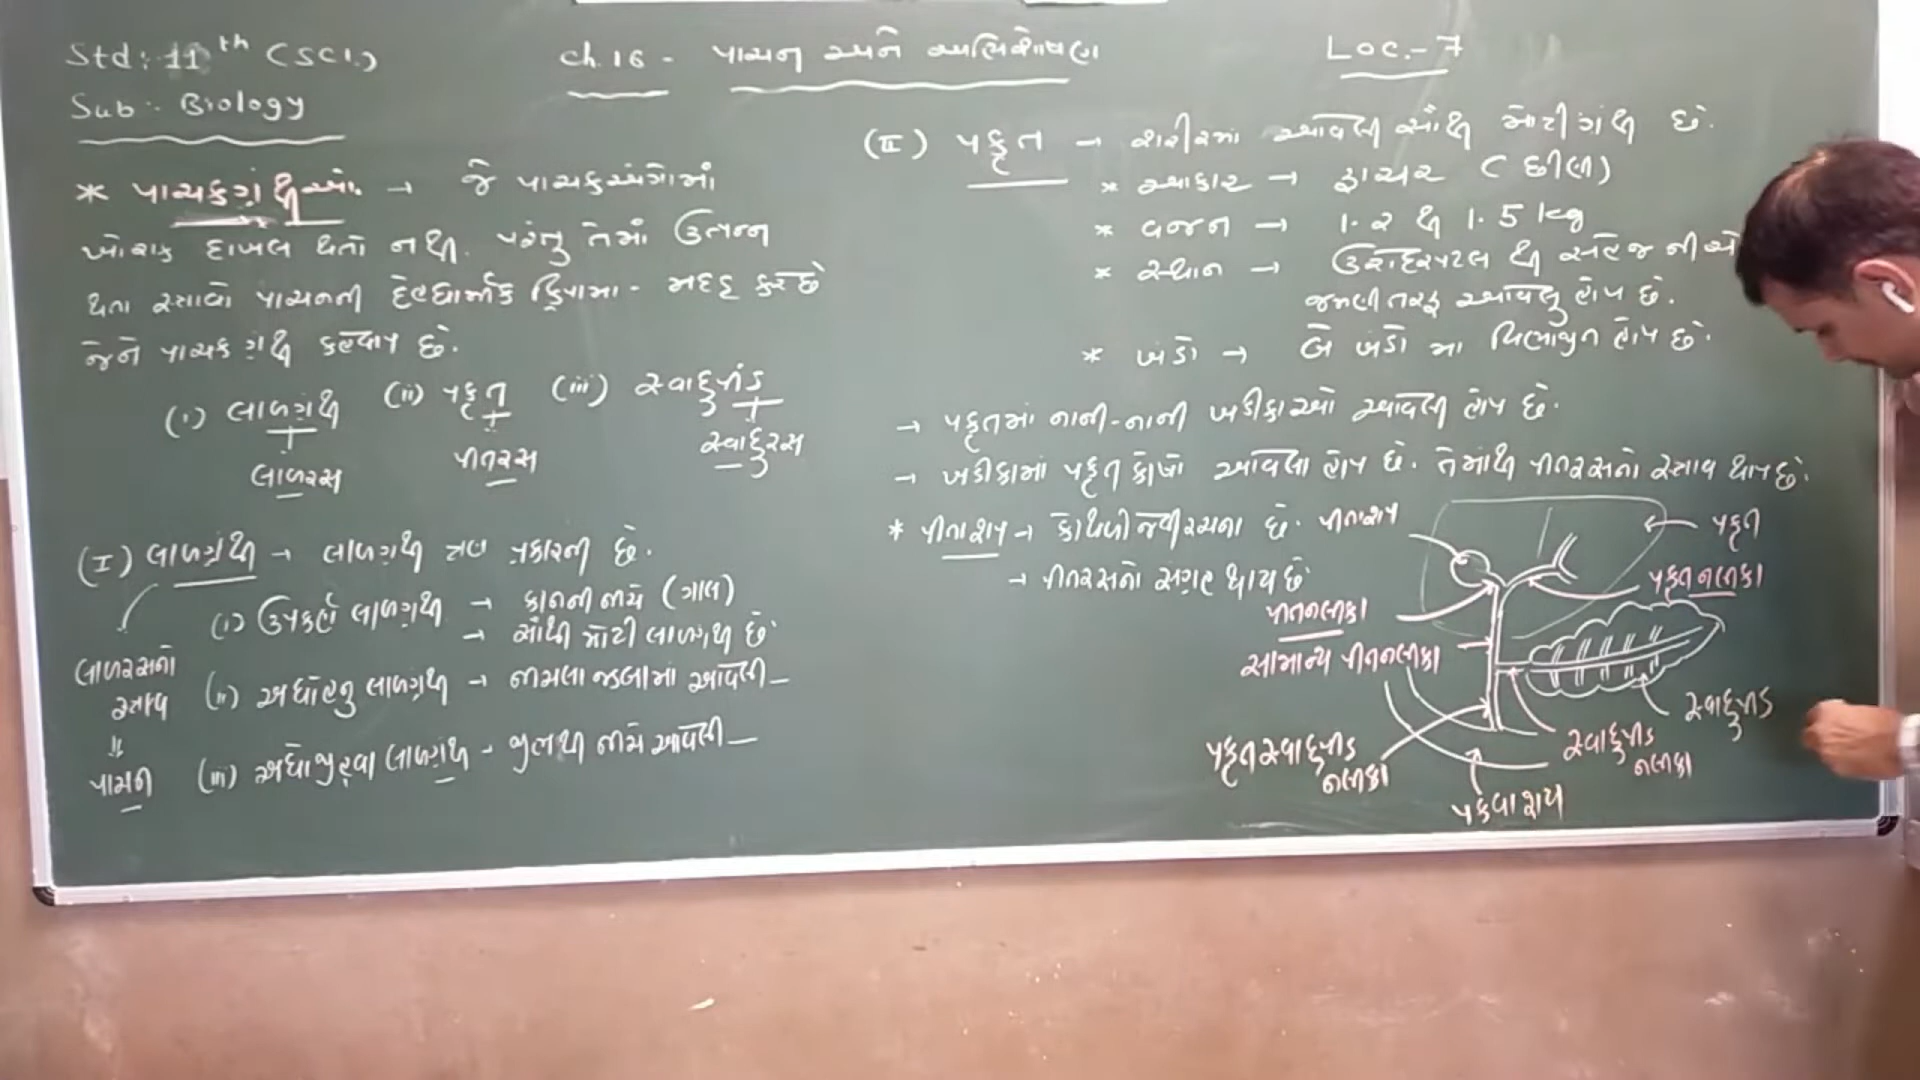 Std: 11th (SCI.)
Sub:- Biology
ch. 16 - પાચન અને અભિશોષણ
Loc.- 7
* પાચકગ્રંથીઓ. → જે પાચકઅંગોમાં
ખોરાક દાખલ થતો નથી. પરંતુ તેમાં ઉત્પન્ન
થતા સ્ત્રાવો પાચનની ક્રિયામા - મદદ કરે છે
જેને પાચક ગ્રંથી કહેવાય છે.
(i) લાળગ્રંથી (ii) યકૃત (iii) સ્વાદુપીંડ
લાળરસ પીતરસ સ્વાદુરસ
(I) લાળગ્રંથી → લાળગ્રંથી ત્રણ પ્રકારની છે.
(i) ઉપકર્ણ લાળગ્રંથી → કાનની નીચે (ગાલ)
→ સૌથી મોટી લાળગ્રંથી છે
(ii) અધોહનુ લાળગ્રંથી → નીચલા જડબામાં આવેલી –
(iii) અધોજીહ્વા લાળગ્રંથી - જીભથી નીચે આવેલી –
લાળરસનો
સ્ત્રાવ
⇓
પાચન
(II) યકૃત → શરીરમાં આવેલી સૌથી મોટી ગ્રંથી છે.
* આકાર → ફાચર (છીણી)
* વજન → 1.2 થી 1.5 kg
* સ્થાન → ઉરોદરપટલ થી સહેજ નીચે
જમણી તરફ આવેલુ હોય છે.
* ખંડો → બે ખંડો મા વિભાજીત હોય છે.
→ યકૃતમાં નાની-નાની ખંડીકાઓ આવેલી હોય છે.
→ ખંડીકામાં યકૃત કોષો આવેલા હોય છે. તેમાંથી પીતરસનો સ્ત્રાવ થાય છે.
* પીતાશય → કોથળી જેવી રચના છે.
→ પીતરસનો સંગ્રહ થાય છે
પીતાશય
યકૃત
યકૃતનલીકા
પીતનલીકા
સામાન્ય પીતનલીકા
સ્વાદુપીંડ
સ્વાદુપીંડ
નલીકા
યકૃતસ્વાદુપીંડ
નલીકા
પકવાશય